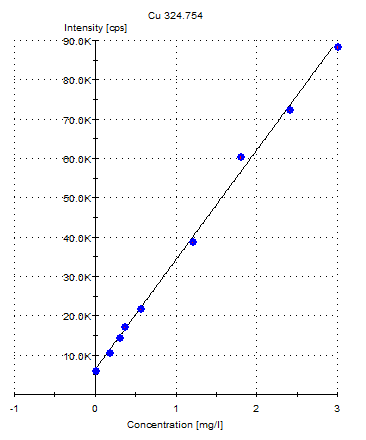 Cu 324.754
Intensity [cps]
90.0K
80.0K
70.0K
60.0K
50.0K
40.0K
30.0K
20.0K
10.0K
-1 0 1 2 3
Concentration [mg/l]